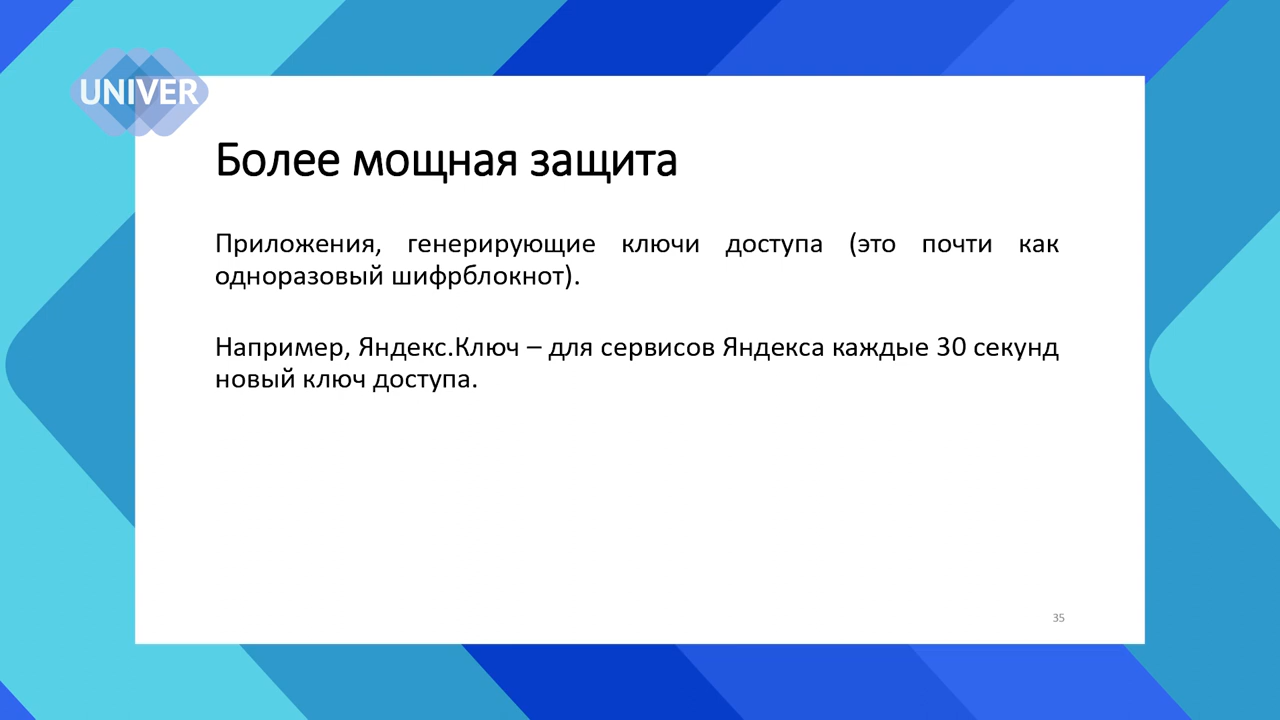 UNIVER
Более мощная защита
Приложения, генерирующие ключи доступа (это почти как
одноразовый шифрблокнот).
Например, Яндекс.Ключ – для сервисов Яндекса каждые 30 секунд
новый ключ доступа.
35